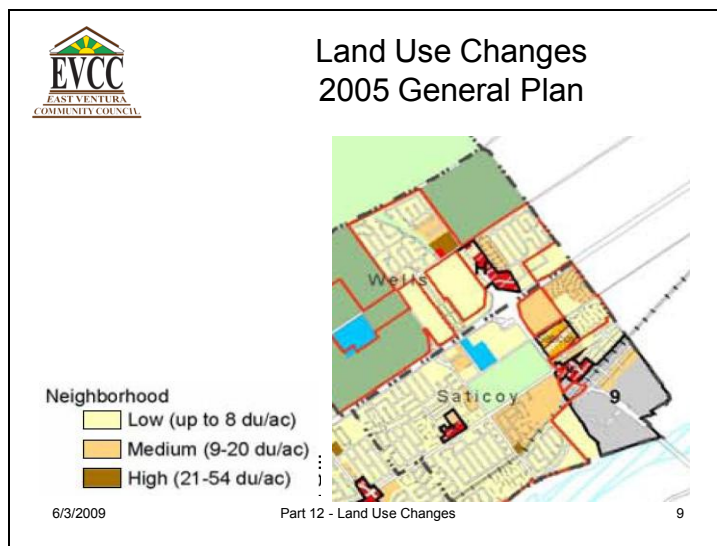 EVCC
EAST VENTURA
COMMUNITY COUNCIL
Land Use Changes
2005 General Plan
Wells
Saticoy
9
Neighborhood
Low (up to 8 du/ac)
Medium (9-20 du/ac)
High (21-54 du/ac)
6/3/2009
Part 12 - Land Use Changes
9